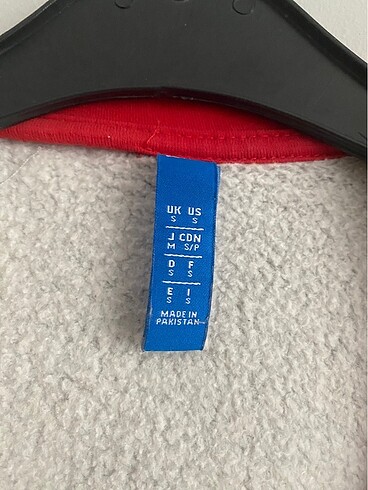 UK US
S S
J CDN
M S/P
D F
S S
E I
S S
MADE IN
PAKISTAN